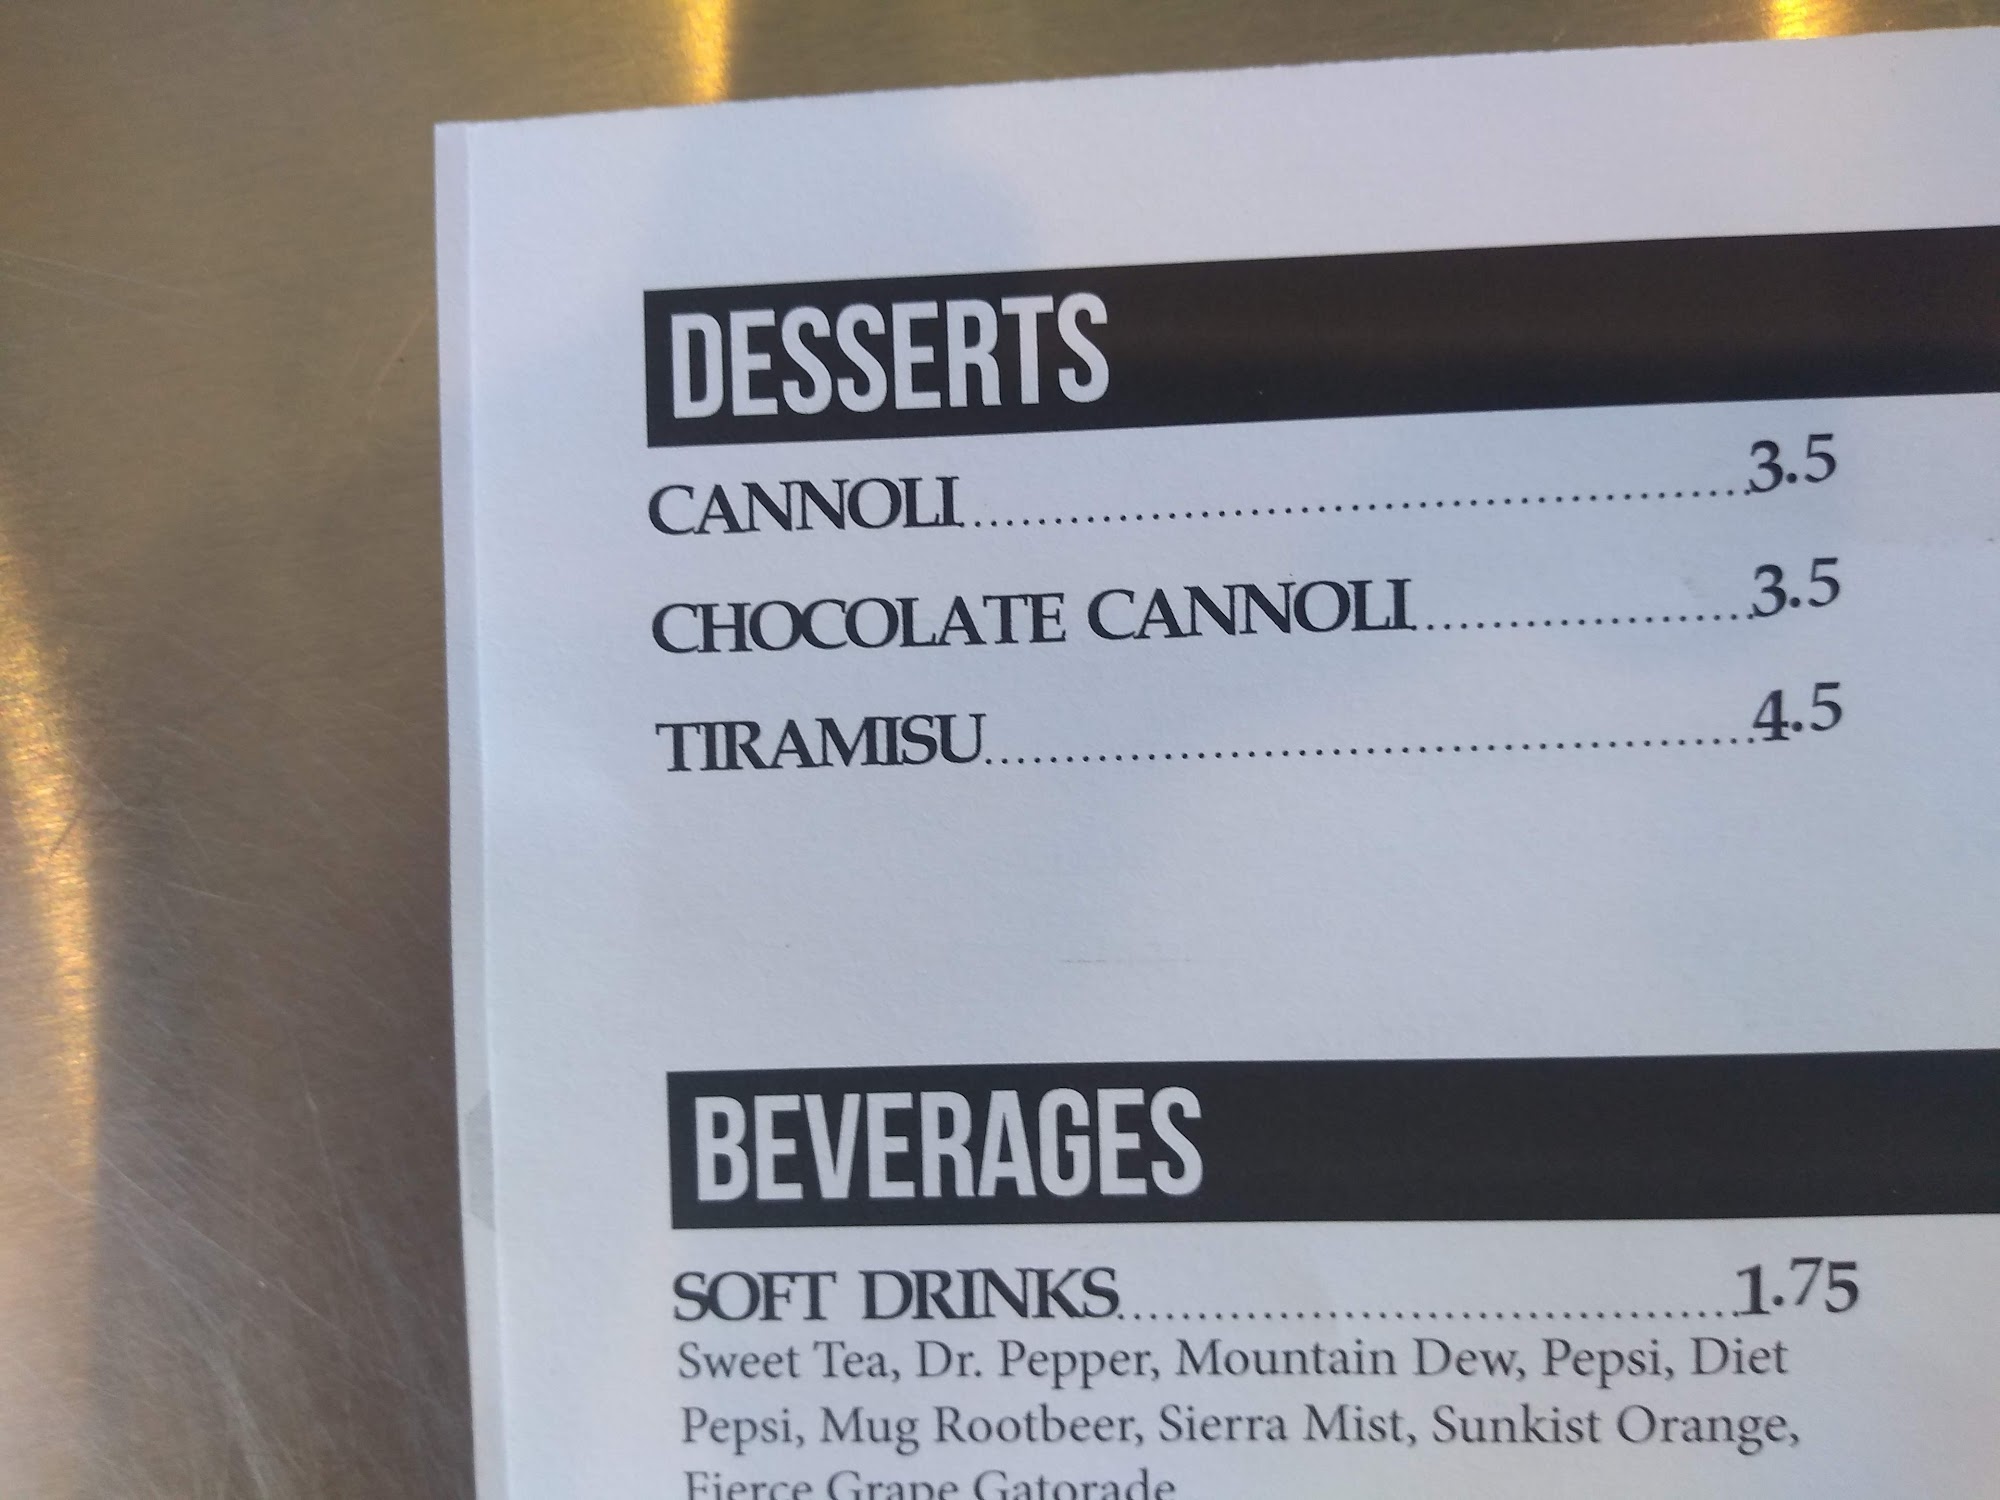 DESSERTS
CANNOLI..................................................3.5
CHOCOLATE CANNOLI.....................3.5
TIRAMISU................................................4.5
BEVERAGES
SOFT DRINKS.......................................1.75
Sweet Tea, Dr. Pepper, Mountain Dew, Pepsi, Diet
Pepsi, Mug Rootbeer, Sierra Mist, Sunkist Orange,
Fierce Grape Gatorade